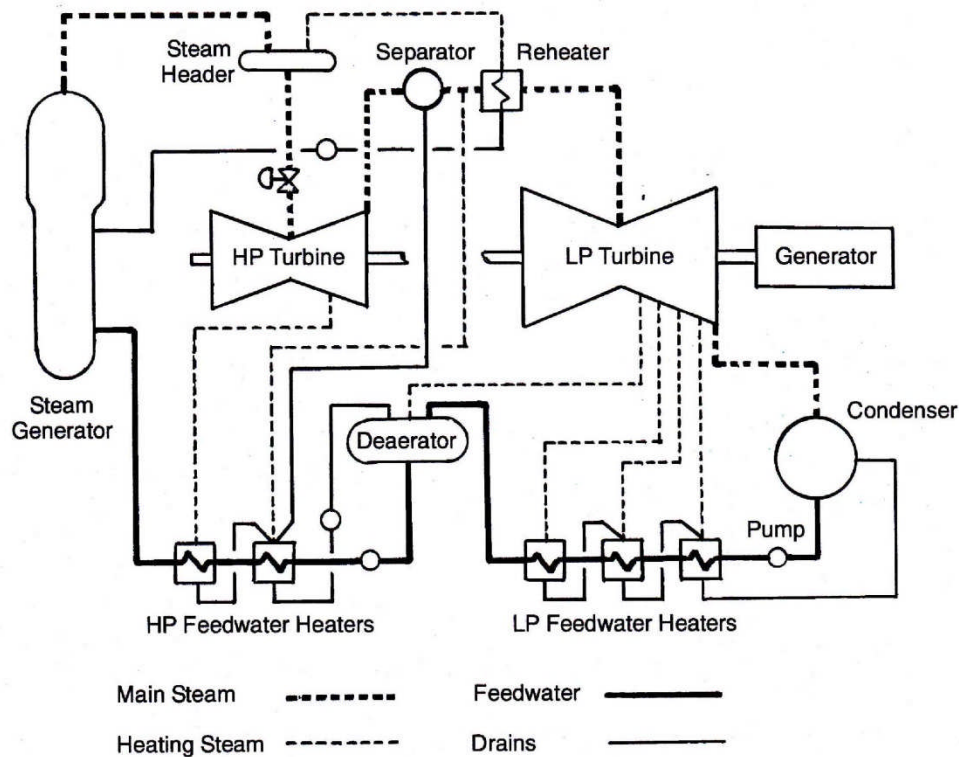 Steam
Header
Separator
Reheater
HP Turbine
LP Turbine
Generator
Steam
Generator
Deaerator
Condenser
Pump
HP Feedwater Heaters
LP Feedwater Heaters
Main Steam
Feedwater
Heating Steam
Drains